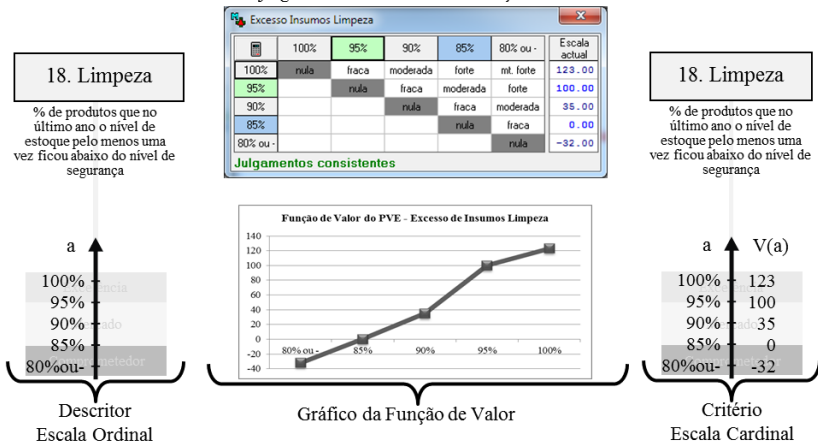 Excesso Insumos Limpeza
100% 95% 90% 85% 80% ou - Escala actual
100% nula fraca moderada forte mt. forte 123.00
95% nula fraca moderada forte 100.00
90% nula fraca moderada 35.00
85% nula fraca 0.00
80% ou - nula -32.00
Julgamentos consistentes
18. Limpeza
% de produtos que no
último ano o nível de
estoque pelo menos uma
vez ficou abaixo do nível de
segurança
a
100%
95%
90%
85%
80%ou-
Descritor
Escala Ordinal
Função de Valor do PVE - Excesso de Insumos Limpeza
140
120
100
80
60
40
20
0
-20
-40
80% ou - 85% 90% 95% 100%
Gráfico da Função de Valor
18. Limpeza
% de produtos que no
último ano o nível de
estoque pelo menos uma
vez ficou abaixo do nível de
segurança
a V(a)
100% 123
95% 100
90% 35
85% 0
80%ou- -32
Critério
Escala Cardinal